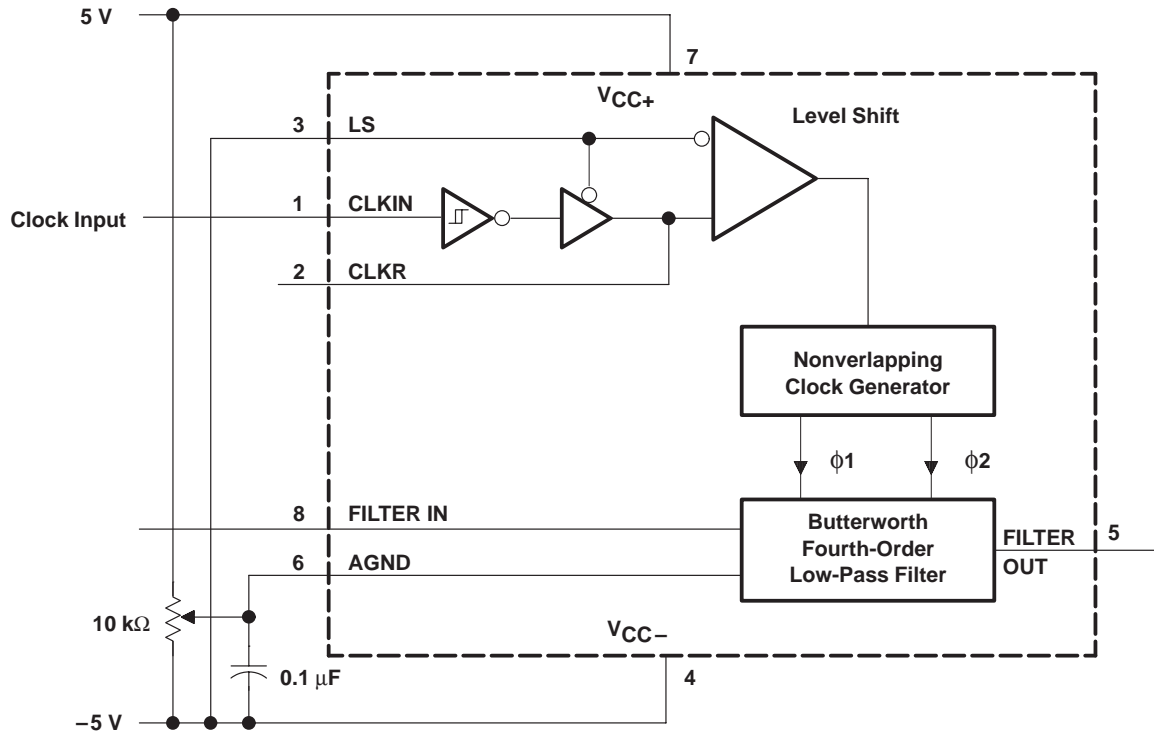 5 V
7
VCC+
Level Shift
3
LS
Clock Input
1
CLKIN
2
CLKR
Nonverlapping
Clock Generator
ϕ1
ϕ2
8
FILTER IN
Butterworth
Fourth-Order
Low-Pass Filter
FILTER
OUT
5
6
AGND
10 kΩ
0.1 μF
VCC–
4
–5 V